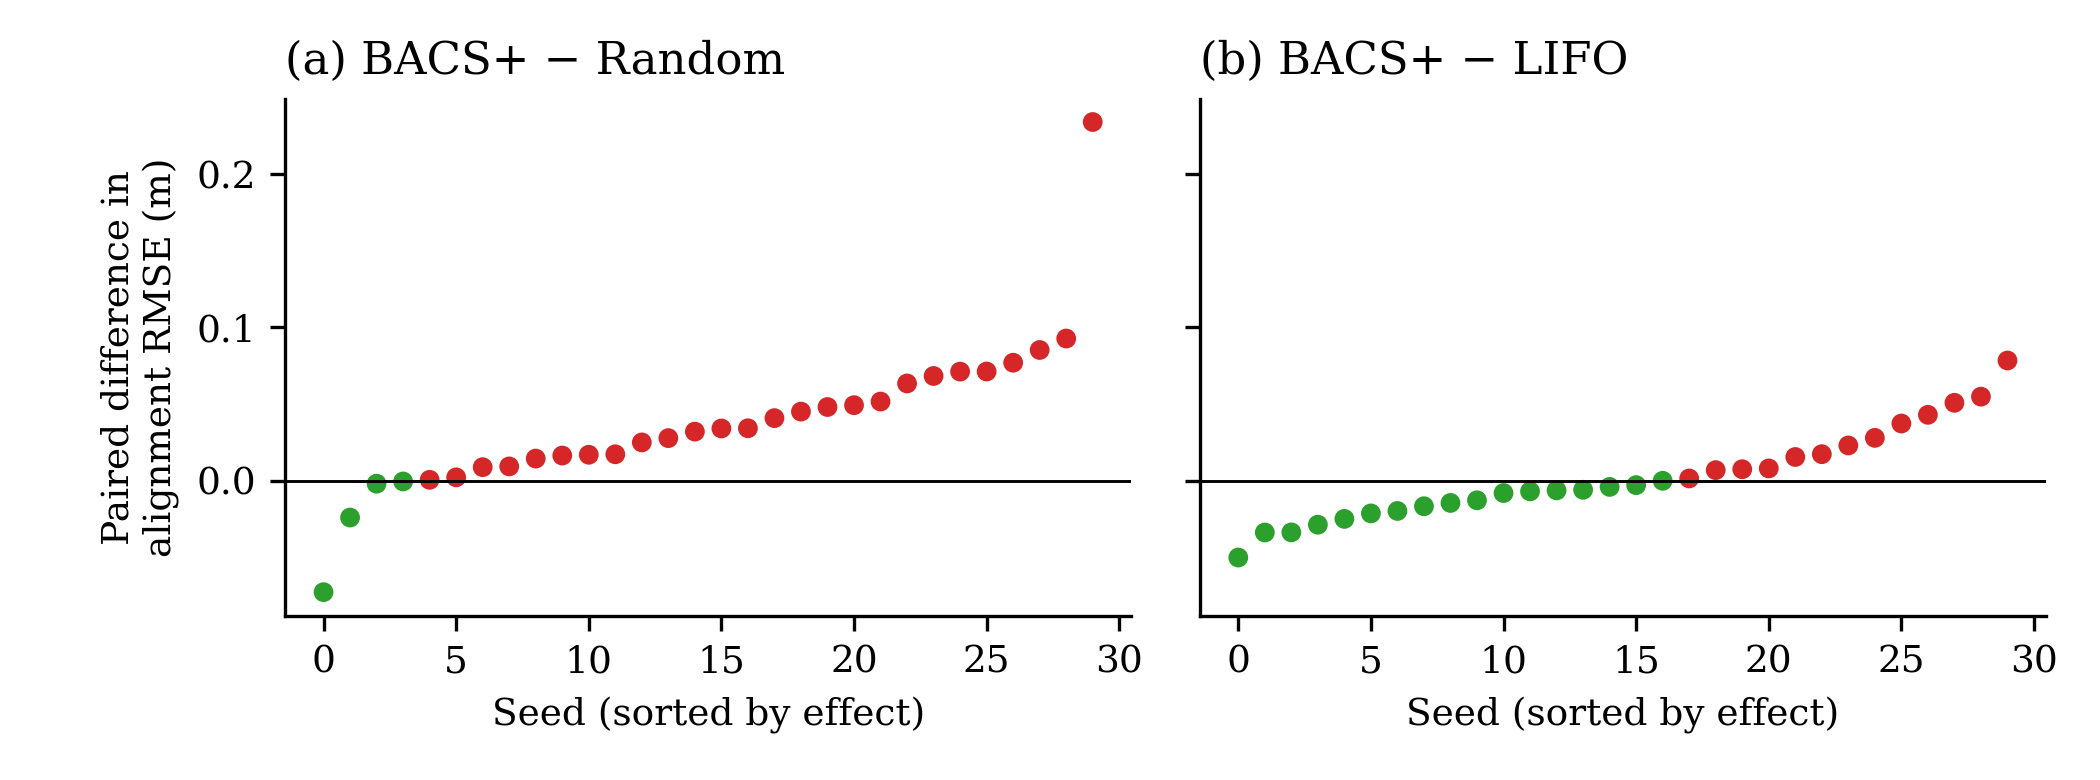 (a) BACS+ − Random
(b) BACS+ − LIFO
Paired difference in
alignment RMSE (m)
0.2
0.1
0.0
0 5 10 15 20 25 30
0 5 10 15 20 25 30
Seed (sorted by effect)
Seed (sorted by effect)